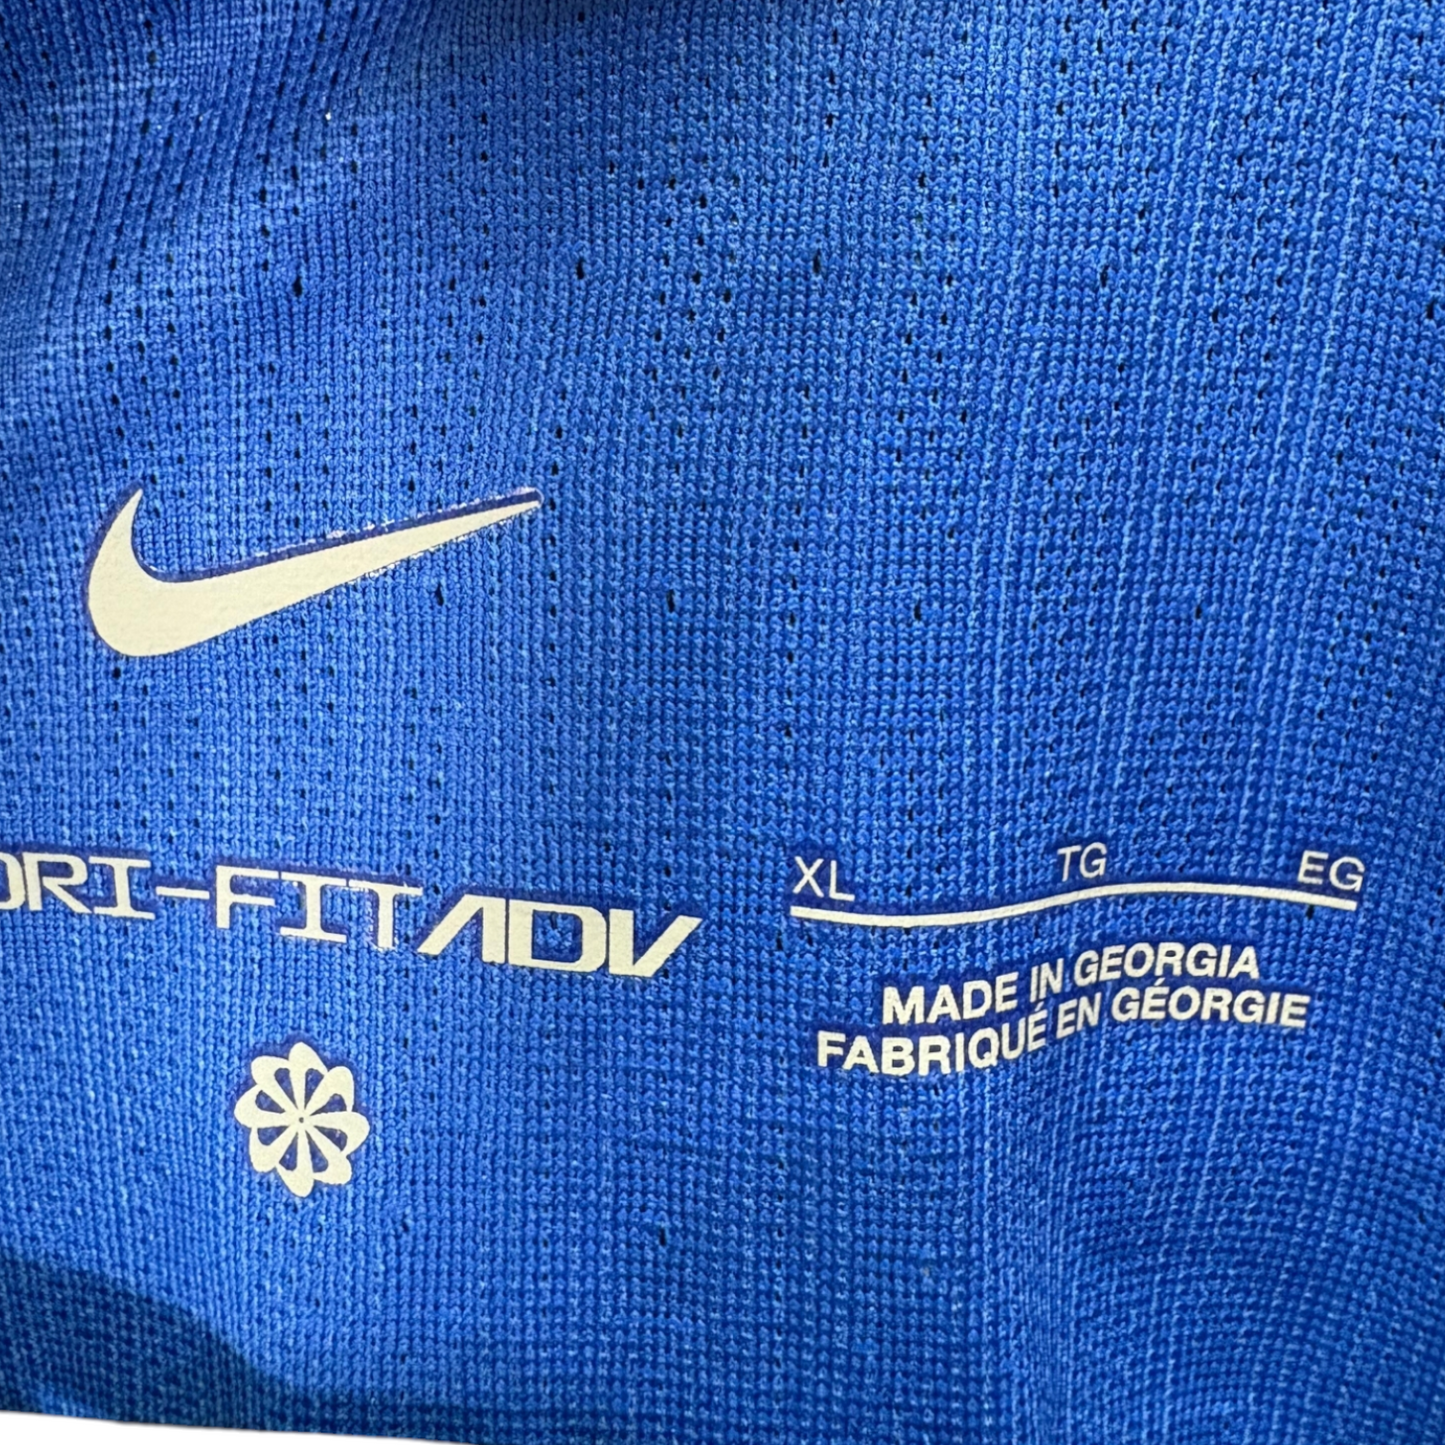 DRI-FIT ADV
XL TG EG
MADE IN GEORGIA
FABRIQUÉ EN GÉORGIE